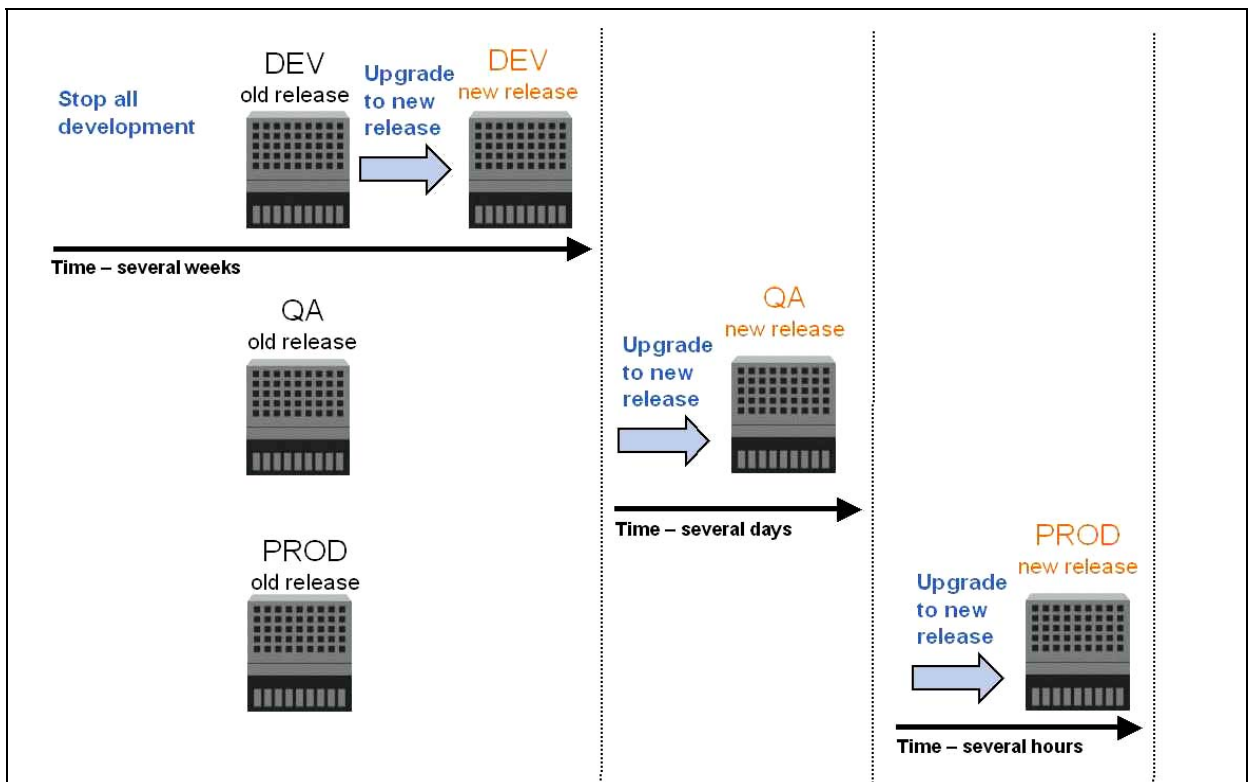 Stop all
development
DEV
old release
Upgrade
to new
release
DEV
new release
Time – several weeks
QA
old release
Upgrade
to new
release
QA
new release
Time – several days
PROD
old release
Upgrade
to new
release
PROD
new release
Time – several hours